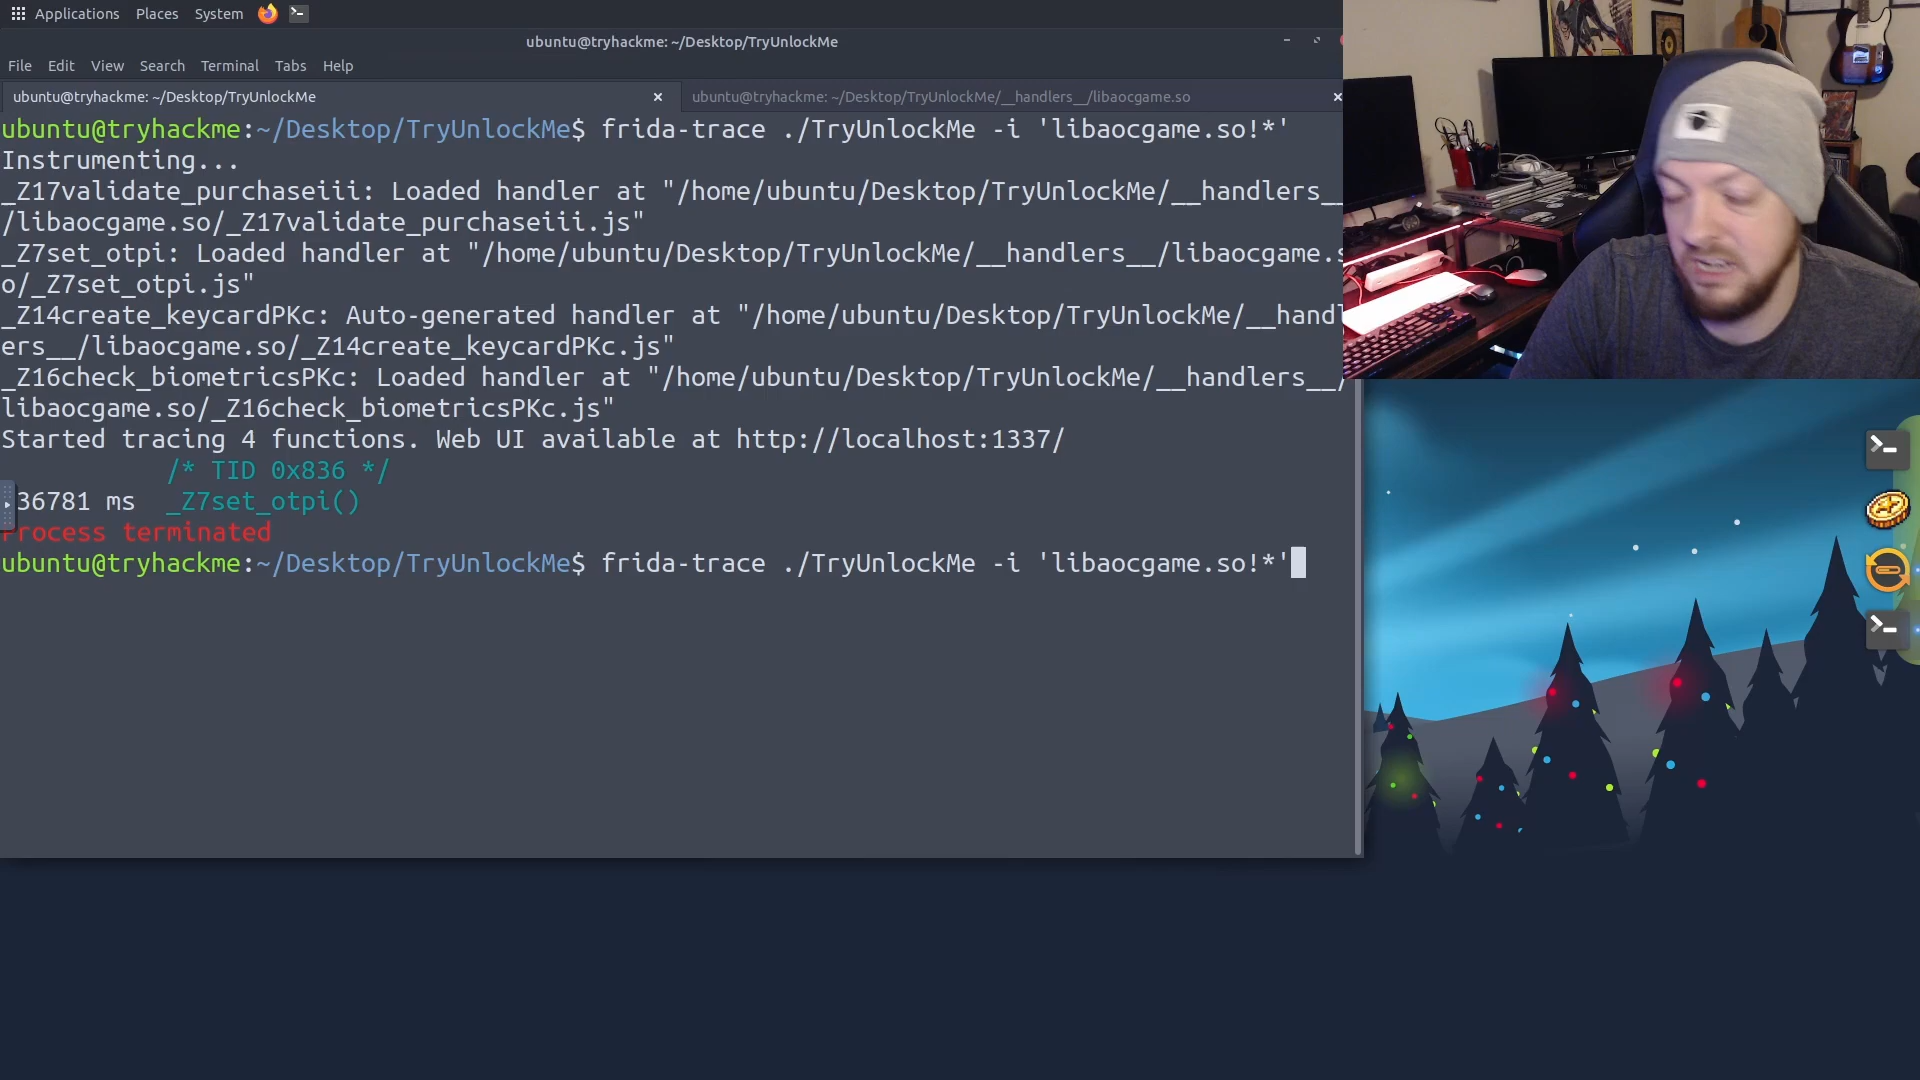 Applications Places System
ubuntu@tryhackme: ~/Desktop/TryUnlockMe
File Edit View Search Terminal Tabs Help
ubuntu@tryhackme: ~/Desktop/TryUnlockMe
ubuntu@tryhackme: ~/Desktop/TryUnlockMe/__handlers__/libaocgame.so
ubuntu@tryhackme:~/Desktop/TryUnlockMe$ frida-trace ./TryUnlockMe -i 'libaocgame.so!*'
Instrumenting...
_Z17validate_purchaseiii: Loaded handler at "/home/ubuntu/Desktop/TryUnlockMe/__handlers__
/libaocgame.so/_Z17validate_purchaseiii.js"
_Z7set_otpi: Loaded handler at "/home/ubuntu/Desktop/TryUnlockMe/__handlers__/libaocgame.s
o/_Z7set_otpi.js"
_Z14create_keycardPKc: Auto-generated handler at "/home/ubuntu/Desktop/TryUnlockMe/__handl
ers__/libaocgame.so/_Z14create_keycardPKc.js"
_Z16check_biometricsPKc: Loaded handler at "/home/ubuntu/Desktop/TryUnlockMe/__handlers__/
libaocgame.so/_Z16check_biometricsPKc.js"
Started tracing 4 functions. Web UI available at http://localhost:1337/
/* TID 0x836 */
36781 ms _Z7set_otpi()
Process terminated
ubuntu@tryhackme:~/Desktop/TryUnlockMe$ frida-trace ./TryUnlockMe -i 'libaocgame.so!*'